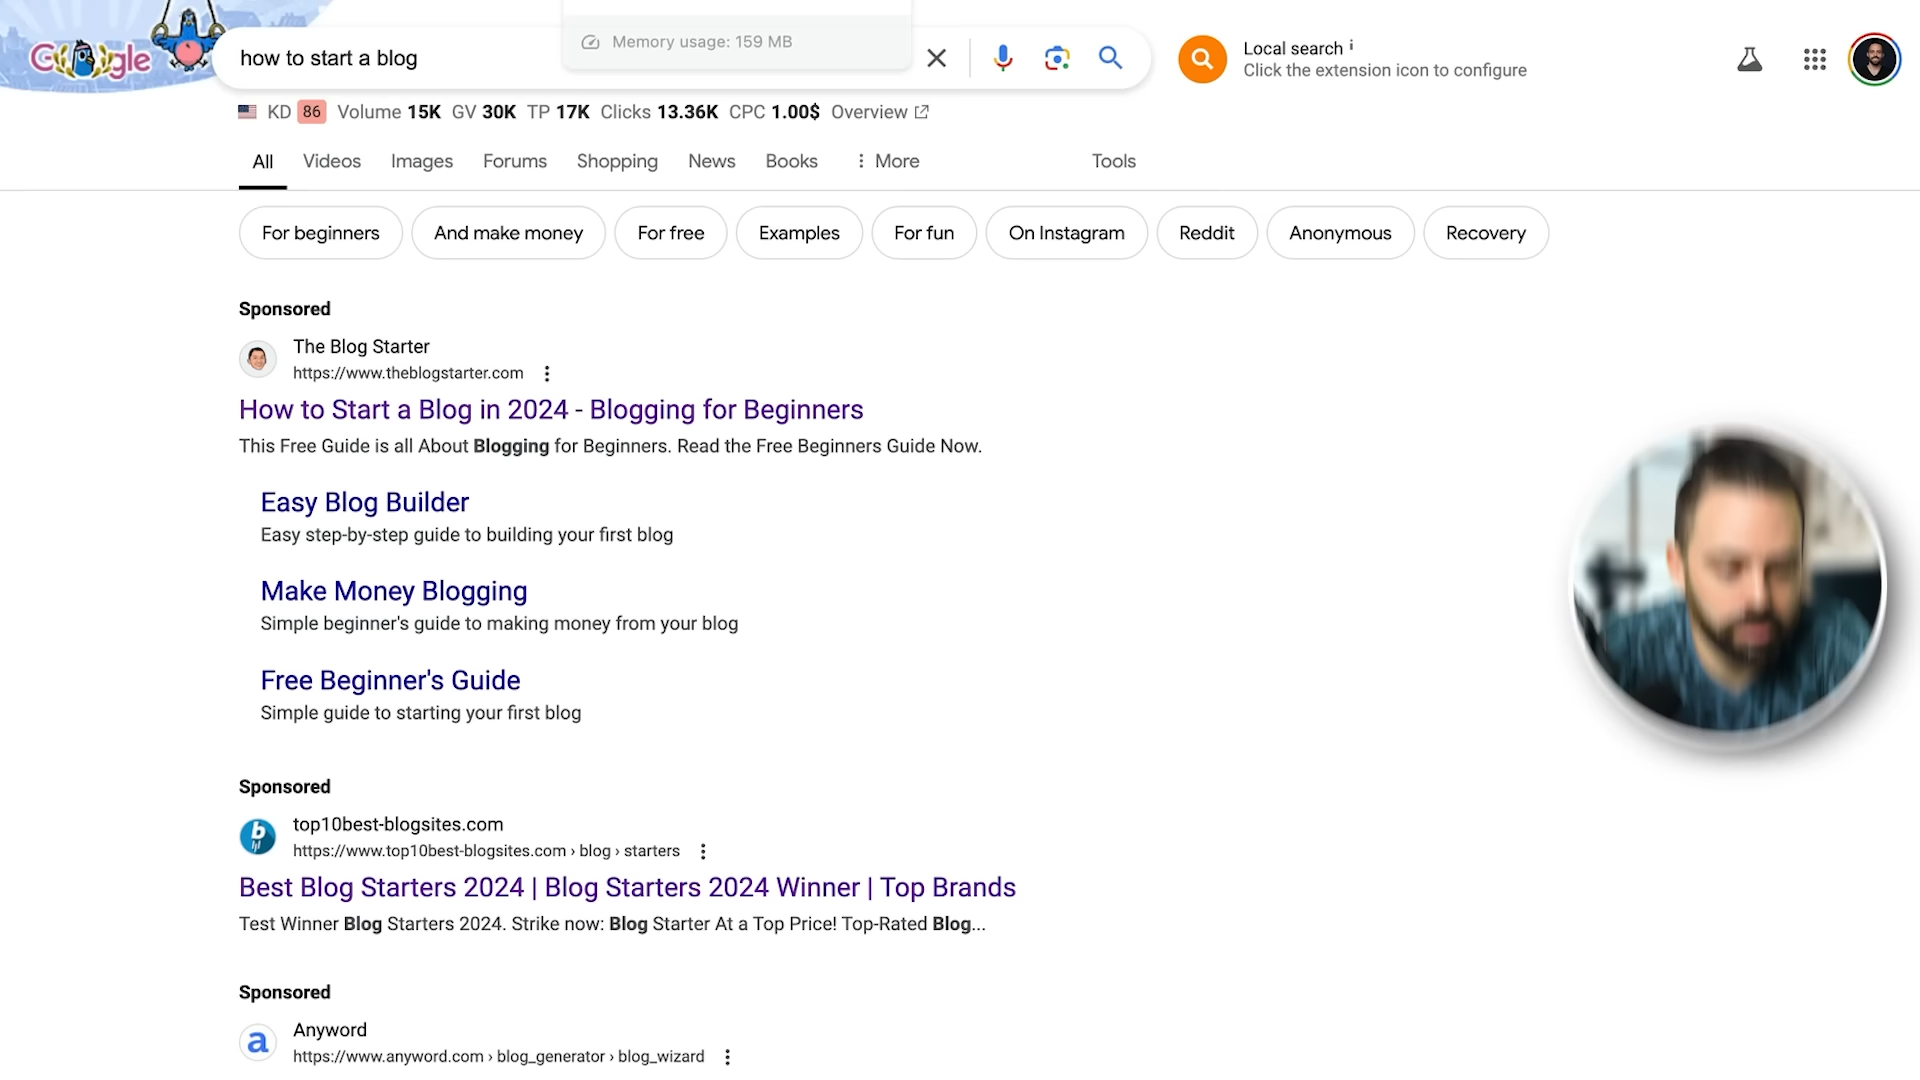 Google
how to start a blog
Memory usage: 159 MB
Local search i
Click the extension icon to configure
KD 86 Volume 15K GV 30K TP 17K Clicks 13.36K CPC 1.00$ Overview
All Videos Images Forums Shopping News Books More Tools
For beginners And make money For free Examples For fun On Instagram Reddit Anonymous Recovery
Sponsored
The Blog Starter
https://www.theblogstarter.com
How to Start a Blog in 2024 - Blogging for Beginners
This Free Guide is all About Blogging for Beginners. Read the Free Beginners Guide Now.
Easy Blog Builder
Easy step-by-step guide to building your first blog
Make Money Blogging
Simple beginner's guide to making money from your blog
Free Beginner's Guide
Simple guide to starting your first blog
Sponsored
b
top10best-blogsites.com
https://www.top10best-blogsites.com › blog › starters
Best Blog Starters 2024 | Blog Starters 2024 Winner | Top Brands
Test Winner Blog Starters 2024. Strike now: Blog Starter At a Top Price! Top-Rated Blog...
Sponsored
a
Anyword
https://www.anyword.com › blog_generator › blog_wizard